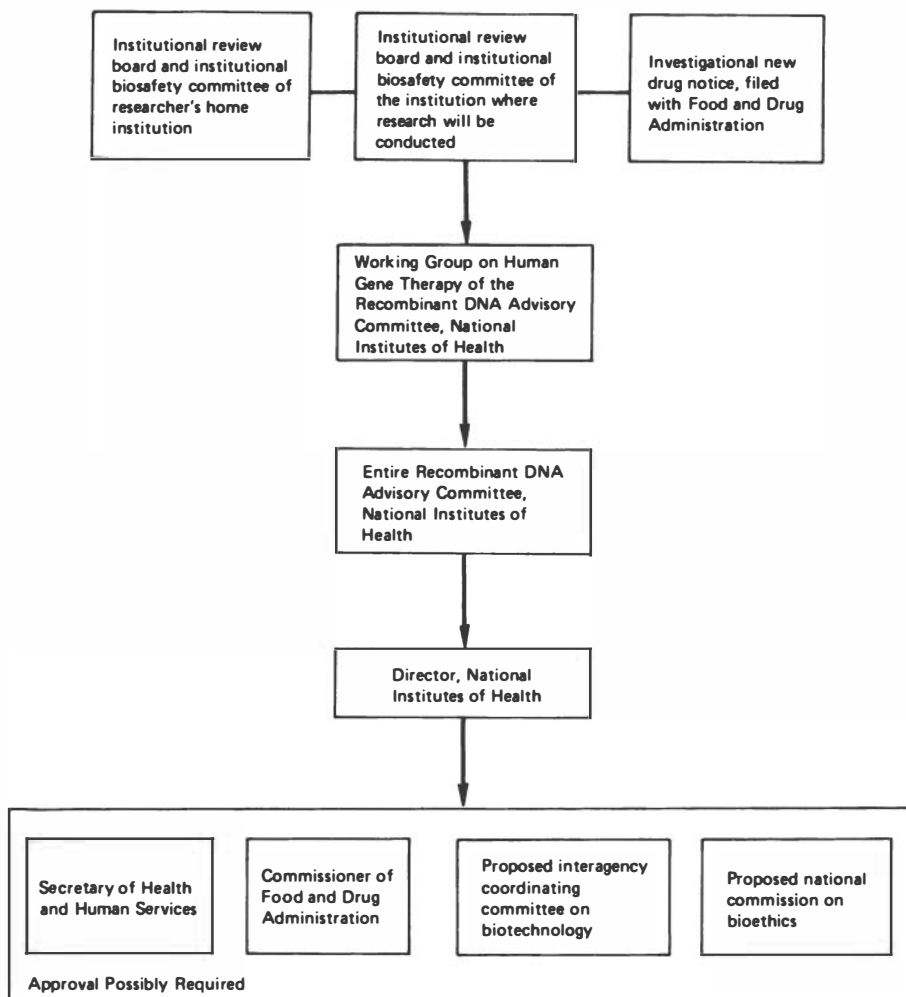 Institutional review
board and institutional
biosafety committee of
researcher's home
institution
Institutional review
board and institutional
biosafety committee of
the institution where
research will be
conducted
Investigational new
drug notice, filed
with Food and Drug
Administration
Working Group on Human
Gene Therapy of the
Recombinant DNA Advisory
Committee, National
Institutes of Health
Entire Recombinant DNA
Advisory Committee,
National Institutes of
Health
Director, National
Institutes of Health
Secretary of Health
and Human Services
Commissioner of
Food and Drug
Administration
Proposed interagency
coordinating
committee on
biotechnology
Proposed national
commission on
bioethics
Approval Possibly Required